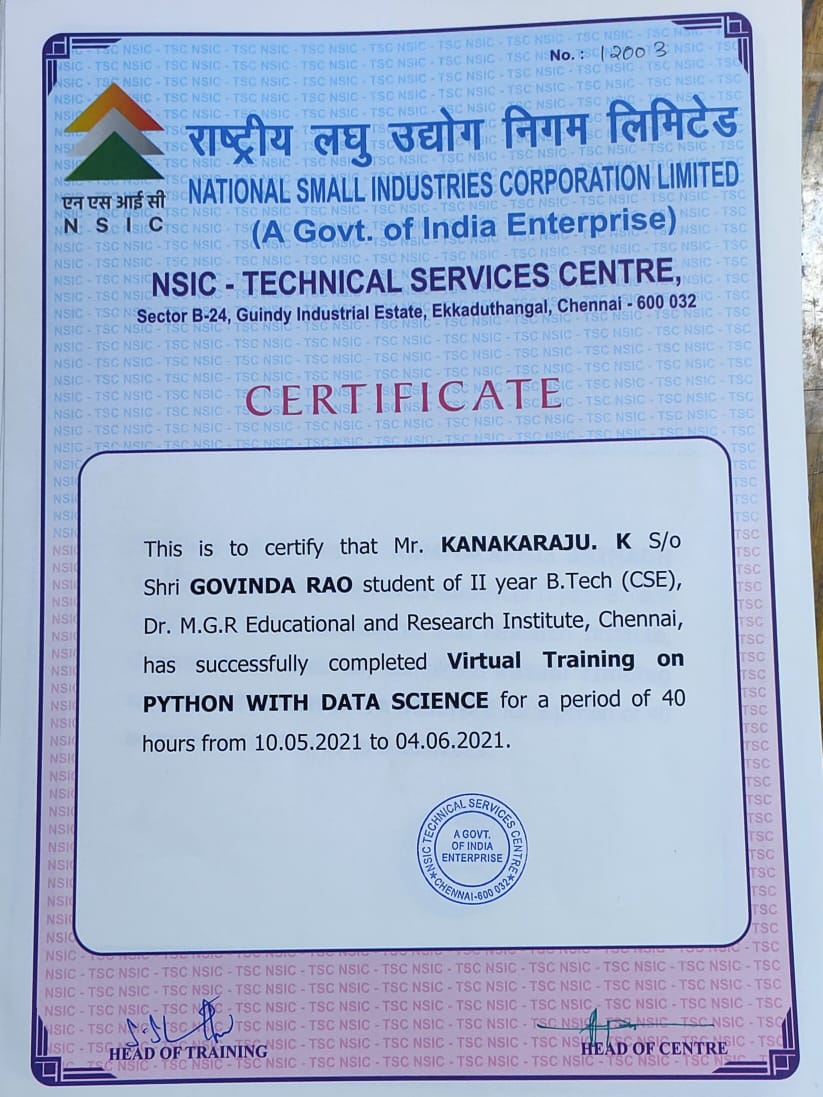 No. : 12003
राष्ट्रीय लघु उद्योग निगम लिमिटेड
एन एस आई सी
N S I C
NATIONAL SMALL INDUSTRIES CORPORATION LIMITED
(A Govt. of India Enterprise)
NSIC - TECHNICAL SERVICES CENTRE,
Sector B-24, Guindy Industrial Estate, Ekkaduthangal, Chennai - 600 032
CERTIFICATE
This is to certify that Mr. KANAKARAJU. K S/o
Shri GOVINDA RAO student of II year B.Tech (CSE),
Dr. M.G.R Educational and Research Institute, Chennai,
has successfully completed Virtual Training on
PYTHON WITH DATA SCIENCE for a period of 40
hours from 10.05.2021 to 04.06.2021.
NSIC TECHNICAL SERVICES CENTRE
A GOVT.
OF INDIA
ENTERPRISE
★CHENNAI-600 032★
HEAD OF TRAINING
HEAD OF CENTRE